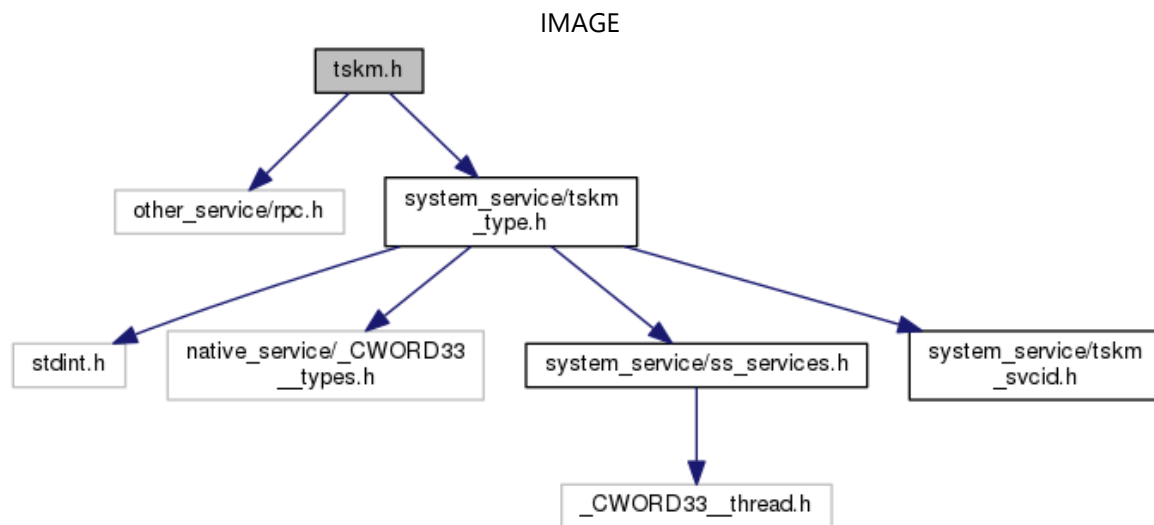 IMAGE
tskm.h
other_service/rpc.h
system_service/tskm
_type.h
stdint.h
native_service/_CWORD33
__types.h
system_service/ss_services.h
system_service/tskm
_svcid.h
_CWORD33__thread.h